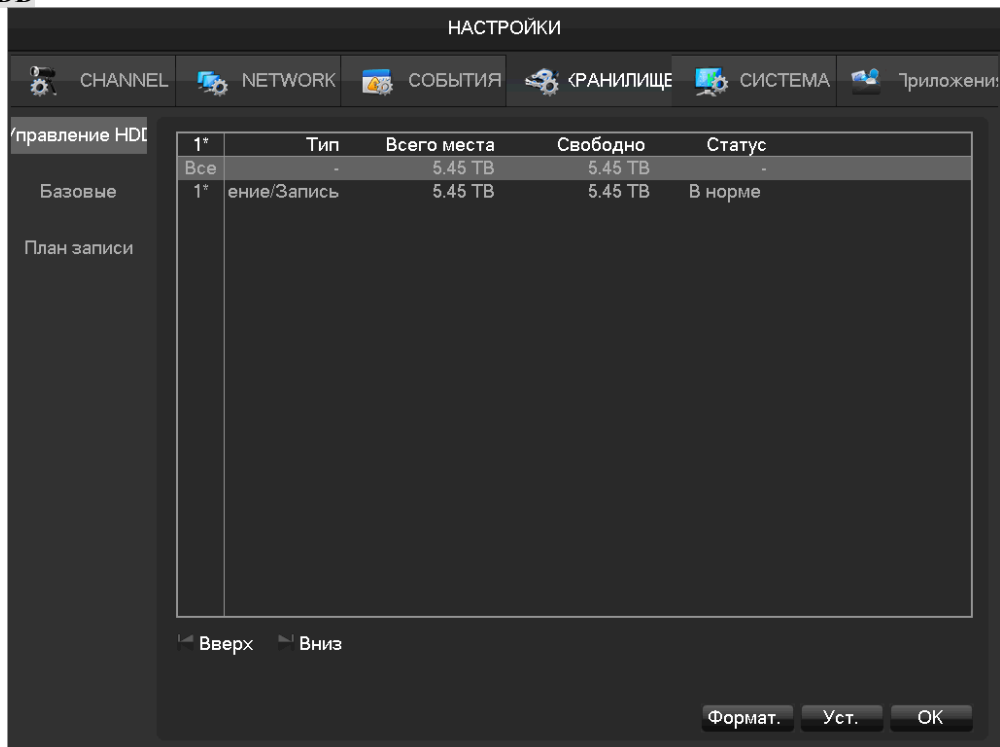 НАСТРОЙКИ
CHANNEL NETWORK СОБЫТИЯ ХРАНИЛИЩЕ СИСТЕМА Приложени
Управление HDD
Базовые
План записи
1* Тип Всего места Свободно Статус
Все - 5.45 TB 5.45 TB -
1* ение/Запись 5.45 TB 5.45 TB В норме
Вверх Вниз
Формат. Уст. OK